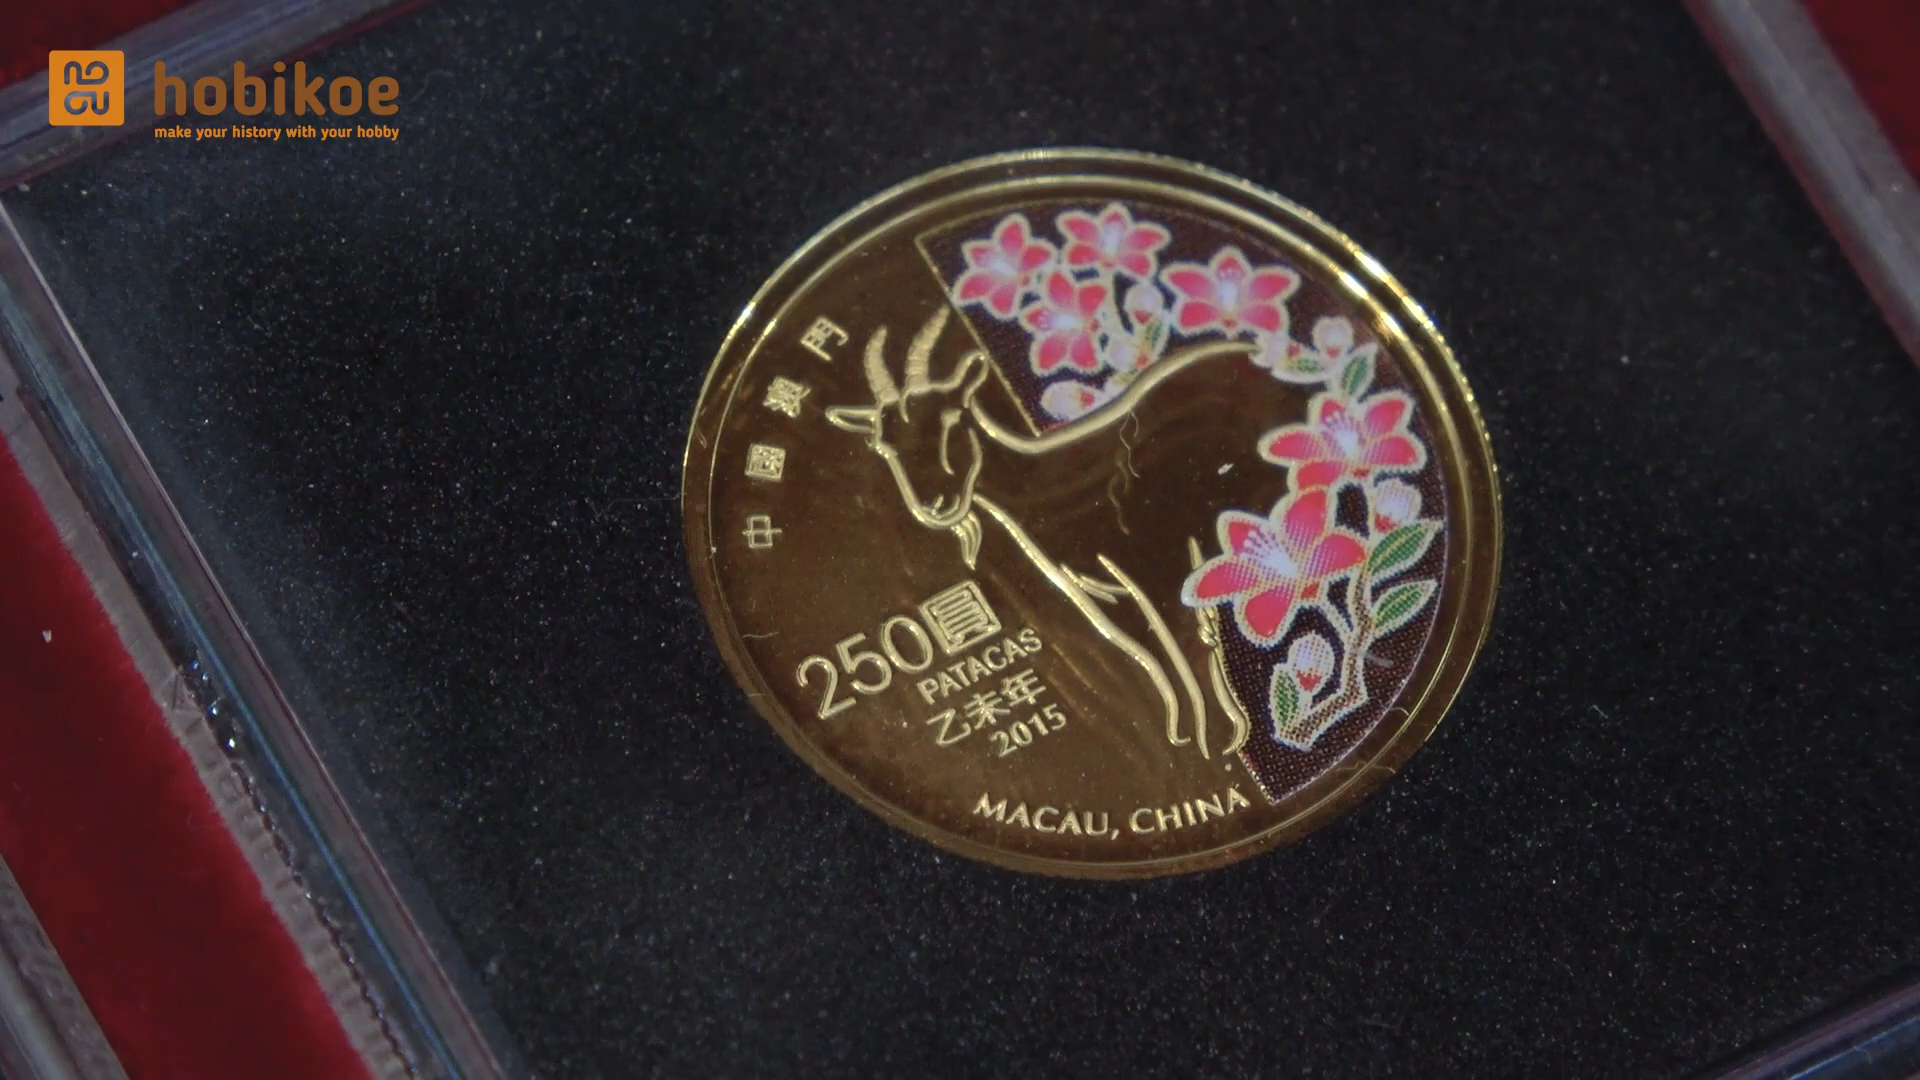 hobikoe
make your history with your hobby
中國澳門
250圓
PATACAS
乙未年
2015
MACAU, CHINA